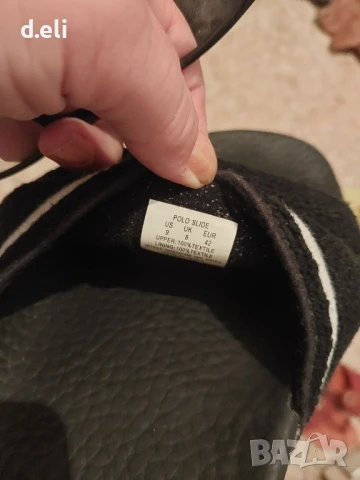 d.eli
POLO SLIDE
US UK EUR
9 8 42
UPPER: 100%TEXTILE
LINING: 100%TEXTILE
bazar